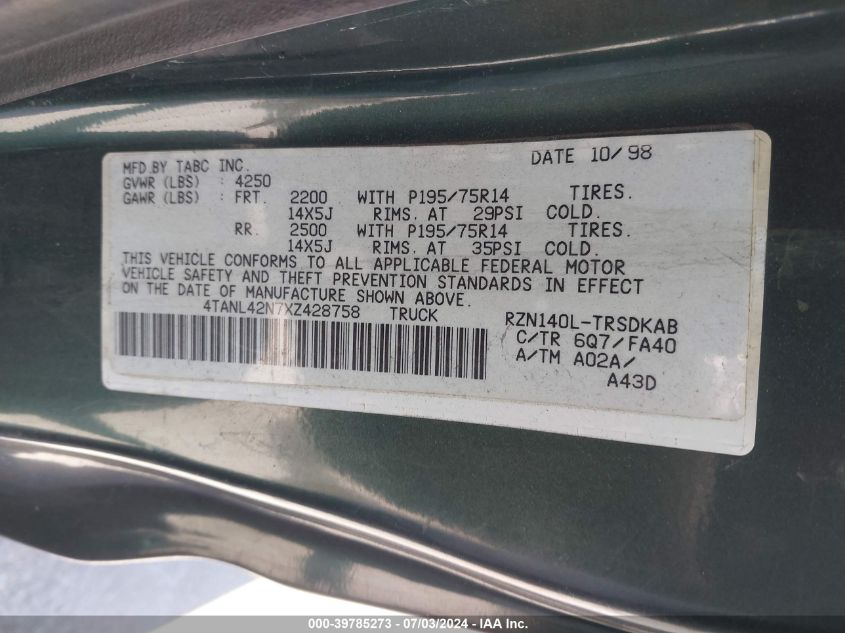 MFD.BY TABC INC. DATE 10/98
GVWR (LBS) : 4250
GAWR (LBS) : FRT. 2200 WITH P195/75R14 TIRES.
14X5J RIMS. AT 29PSI COLD.
RR. 2500 WITH P195/75R14 TIRES.
14X5J RIMS. AT 35PSI COLD.
THIS VEHICLE CONFORMS TO ALL APPLICABLE FEDERAL MOTOR
VEHICLE SAFETY AND THEFT PREVENTION STANDARDS IN EFFECT
ON THE DATE OF MANUFACTURE SHOWN ABOVE.
4TANL42N7XZ428758 TRUCK RZN140L-TRSDKAB
C/TR 6Q7/FA40
A/TM A02A/
A43D
000-39785273 - 07/03/2024 - IAA Inc.